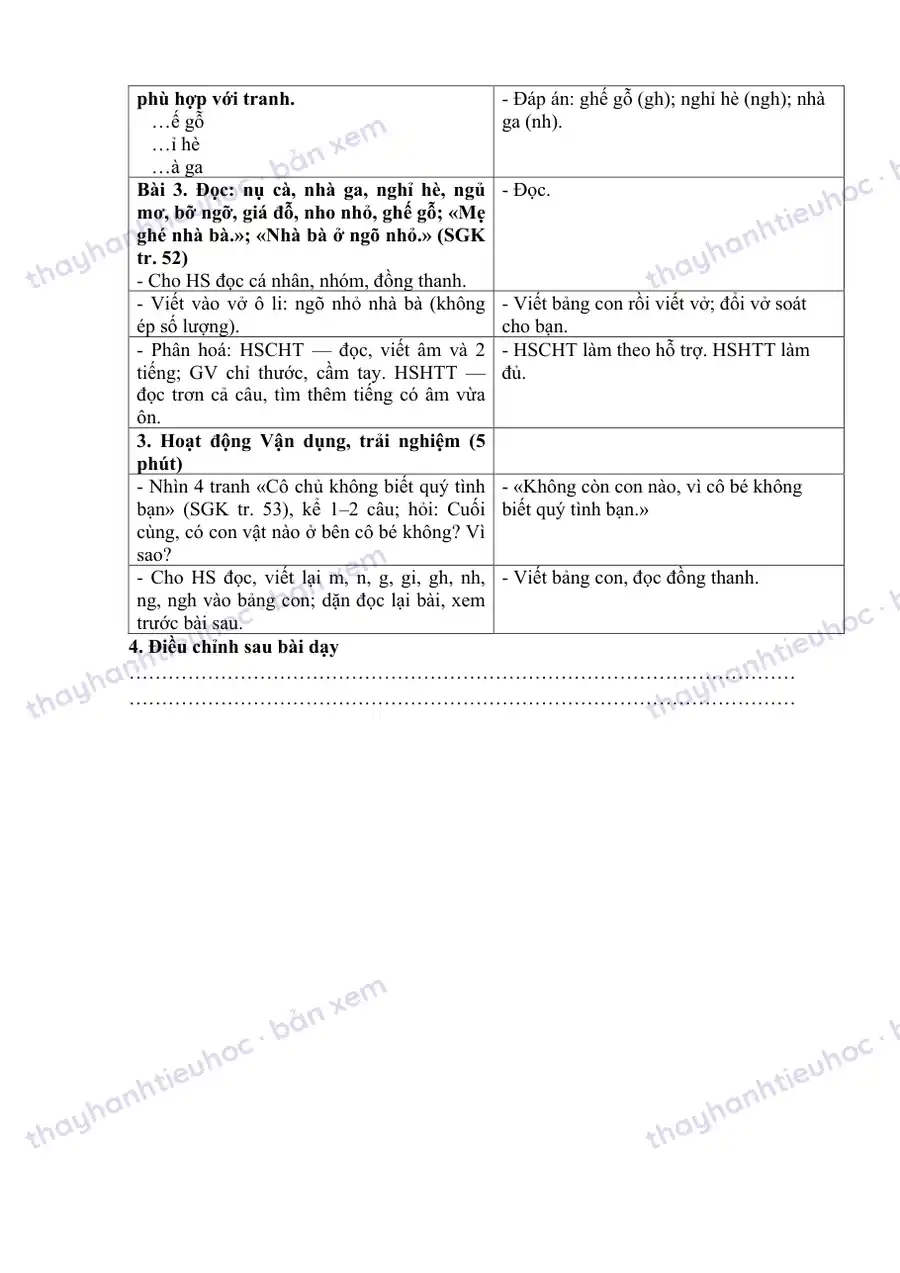 phù hợp với tranh.
…ế gỗ
…ỉ hè
…à ga
- Đáp án: ghế gỗ (gh); nghỉ hè (ngh); nhà
ga (nh).
Bài 3. Đọc: nụ cà, nhà ga, nghỉ hè, ngủ
mơ, bỡ ngỡ, giá đỗ, nho nhỏ, ghế gỗ; «Mẹ
ghé nhà bà.»; «Nhà bà ở ngõ nhỏ.» (SGK
tr. 52)
- Cho HS đọc cá nhân, nhóm, đồng thanh.
- Đọc.
- Viết vào vở ô li: ngõ nhỏ nhà bà (không
ép số lượng).
- Viết bảng con rồi viết vở; đổi vở soát
cho bạn.
- Phân hoá: HSCHT — đọc, viết âm và 2
tiếng; GV chỉ thước, cầm tay. HSHTT —
đọc trơn cả câu, tìm thêm tiếng có âm vừa
ôn.
- HSCHT làm theo hỗ trợ. HSHTT làm
đủ.
3. Hoạt động Vận dụng, trải nghiệm (5
phút)
- Nhìn 4 tranh «Cô chủ không biết quý tình
bạn» (SGK tr. 53), kể 1–2 câu; hỏi: Cuối
cùng, có con vật nào ở bên cô bé không? Vì
sao?
- «Không còn con nào, vì cô bé không
biết quý tình bạn.»
- Cho HS đọc, viết lại m, n, g, gi, gh, nh,
ng, ngh vào bảng con; dặn đọc lại bài, xem
trước bài sau.
- Viết bảng con, đọc đồng thanh.
4. Điều chỉnh sau bài dạy
…………………………………………………………………………………………
…………………………………………………………………………………………
thayhanhtieuhoc · bản xem
thayhanhtieuhoc · b
thayhanhtieuhoc · bản xem
thayhanhtieuhoc · b
thayhanhtieuhoc · bản xem
thayhanhtieuhoc · b